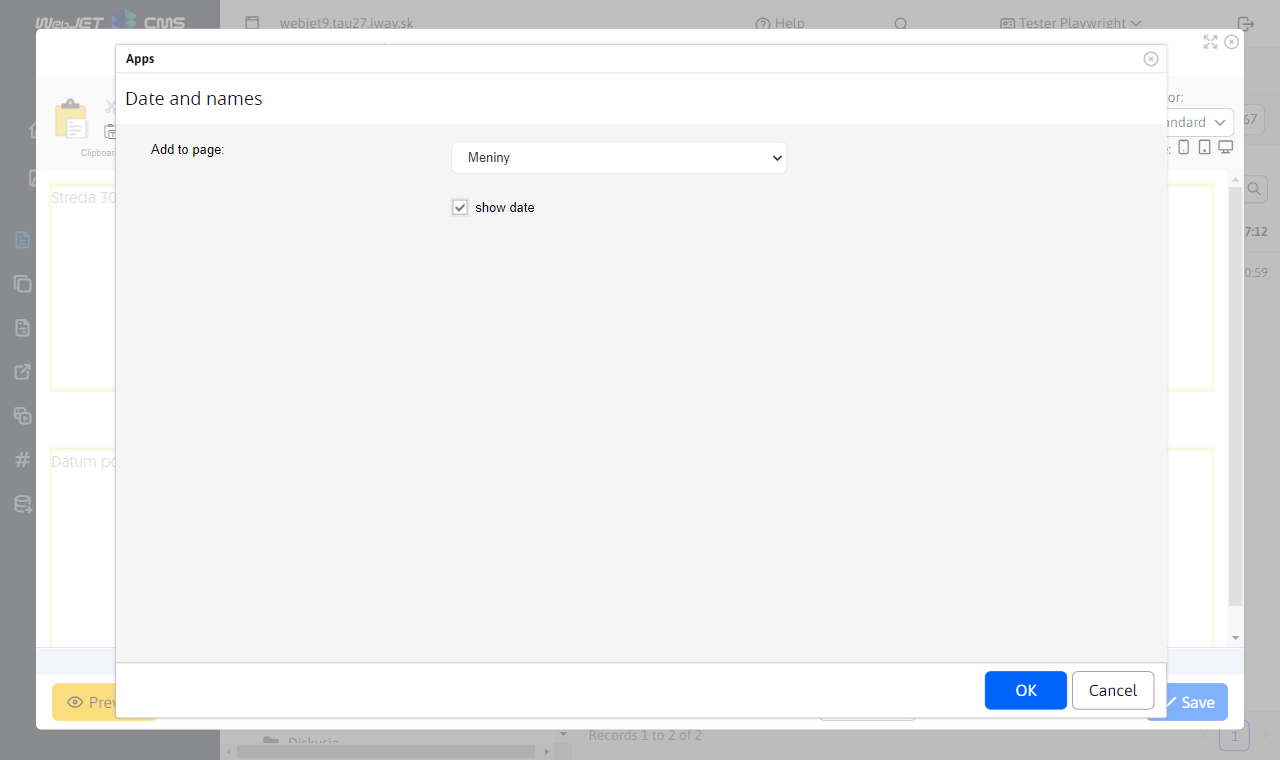 WebJET CMS
webjet9.tau27.iway.sk
Help
Tester Playwright
Apps
Date and names
or:
andard
67
Clipboar
Add to page:
Meniny
show date
Streda 30
7:12
0:59
Dátum po
OK
Cancel
Prev
Save
Diskusia
Records 1 to 2 of 2
1